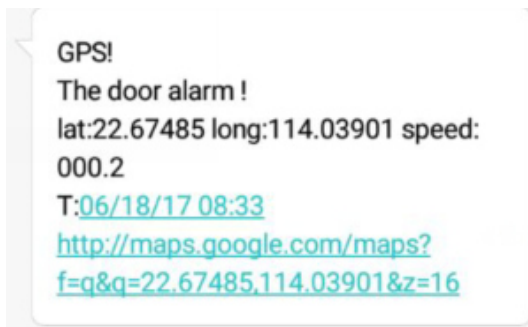 GPS!
The door alarm !
lat:22.67485 long:114.03901 speed:
000.2
T:06/18/17 08:33
http://maps.google.com/maps?
f=q&q=22.67485,114.03901&z=16